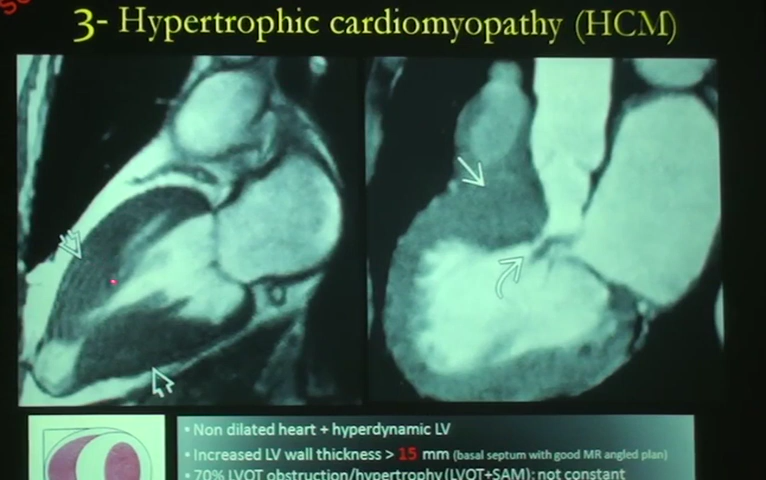 3- Hypertrophic cardiomyopathy (HCM)
• Non dilated heart + hyperdynamic LV
• Increased LV wall thickness > 15 mm (basal septum with good MR angled plan)
• 70% LVOT obstruction/hypertrophy (LVOT+SAM): not constant